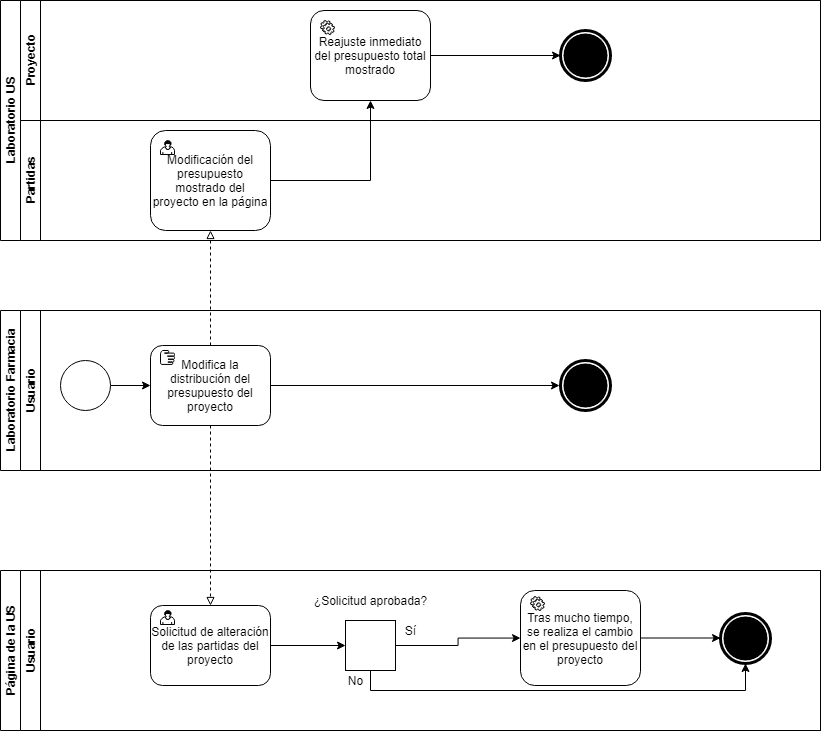 Laboratorio US
Proyecto
Reajuste inmediato
del presupuesto total
mostrado
Partidas
Modificación del
presupuesto
mostrado del
proyecto en la página
Laboratorio Farmacia
Usuario
Modifica la
distribución del
presupuesto del
proyecto
Página de la US
Usuario
Solicitud de alteración
de las partidas del
proyecto
¿Solicitud aprobada?
Sí
No
Tras mucho tiempo,
se realiza el cambio
en el presupuesto del
proyecto